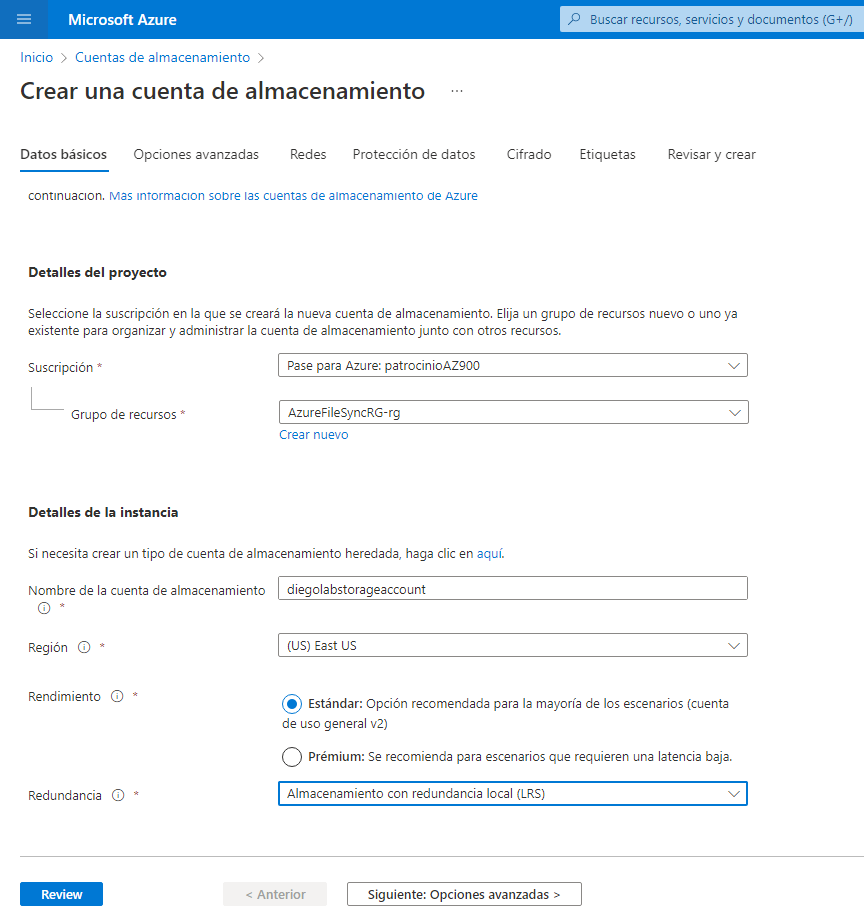 Microsoft Azure
Buscar recursos, servicios y documentos (G+/)
Inicio > Cuentas de almacenamiento >
Crear una cuenta de almacenamiento ...
Datos básicos Opciones avanzadas Redes Protección de datos Cifrado Etiquetas Revisar y crear
continuación. Más información sobre las cuentas de almacenamiento de Azure
Detalles del proyecto
Seleccione la suscripción en la que se creará la nueva cuenta de almacenamiento. Elija un grupo de recursos nuevo o uno ya
existente para organizar y administrar la cuenta de almacenamiento junto con otros recursos.
Suscripción *
Pase para Azure: patrocinioAZ900
Grupo de recursos *
AzureFileSyncRG-rg
Crear nuevo
Detalles de la instancia
Si necesita crear un tipo de cuenta de almacenamiento heredada, haga clic en aquí.
Nombre de la cuenta de almacenamiento *
diegolabstorageaccount
Región *
(US) East US
Rendimiento *
Estándar: Opción recomendada para la mayoría de los escenarios (cuenta
de uso general v2)
Prémium: Se recomienda para escenarios que requieren una latencia baja.
Redundancia *
Almacenamiento con redundancia local (LRS)
Review
< Anterior
Siguiente: Opciones avanzadas >